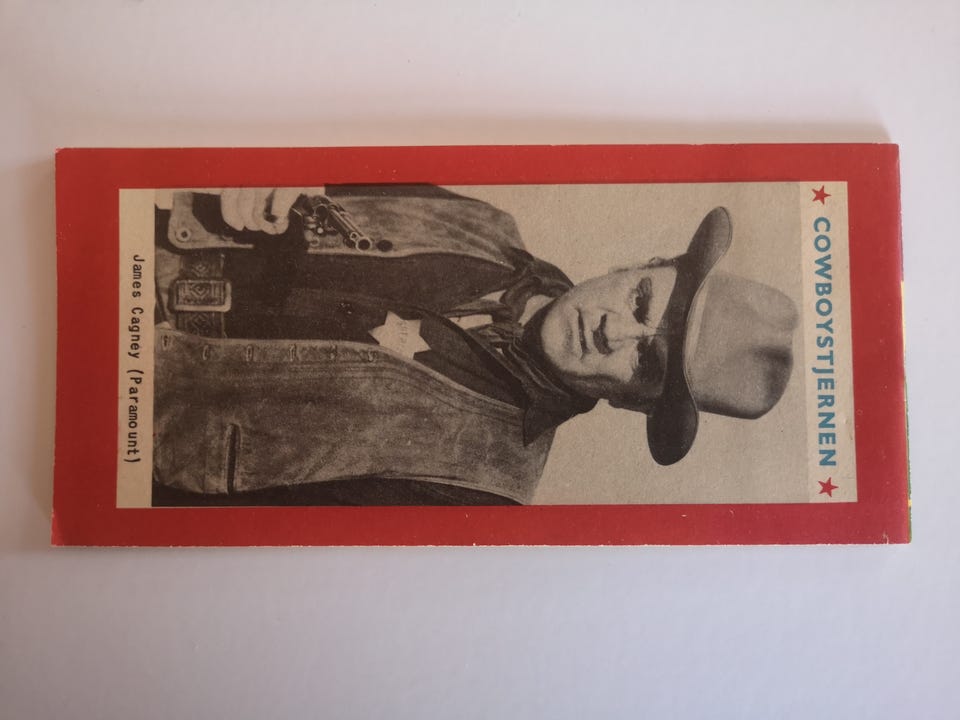 ★ COWBOYSTJERNEN ★
James Cagney (Paramount)